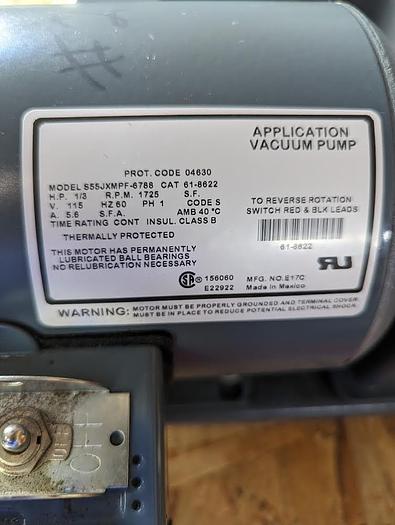 #
APPLICATION
VACUUM PUMP
PROT. CODE 04630
MODEL S55JXMPF-6788 CAT 61-8622
H.P. 1/3 R.P.M. 1725 S.F.
V. 115 HZ 60 PH 1 CODE S
A. 5.6 S.F.A. AMB 40 °C
TIME RATING CONT INSUL. CLASS B
THERMALLY PROTECTED
THIS MOTOR HAS PERMANENTLY
LUBRICATED BALL BEARINGS
NO RELUBRICATION NECESSARY
TO REVERSE ROTATION
SWITCH RED & BLK LEADS
61-8622
156060
E22922
MFG. NO. E17C
Made in Mexico
WARNING: MOTOR MUST BE PROPERLY GROUNDED AND TERMINAL COVER
MUST BE IN PLACE TO REDUCE POTENTIAL ELECTRICAL SHOCK.
OFF
OFF